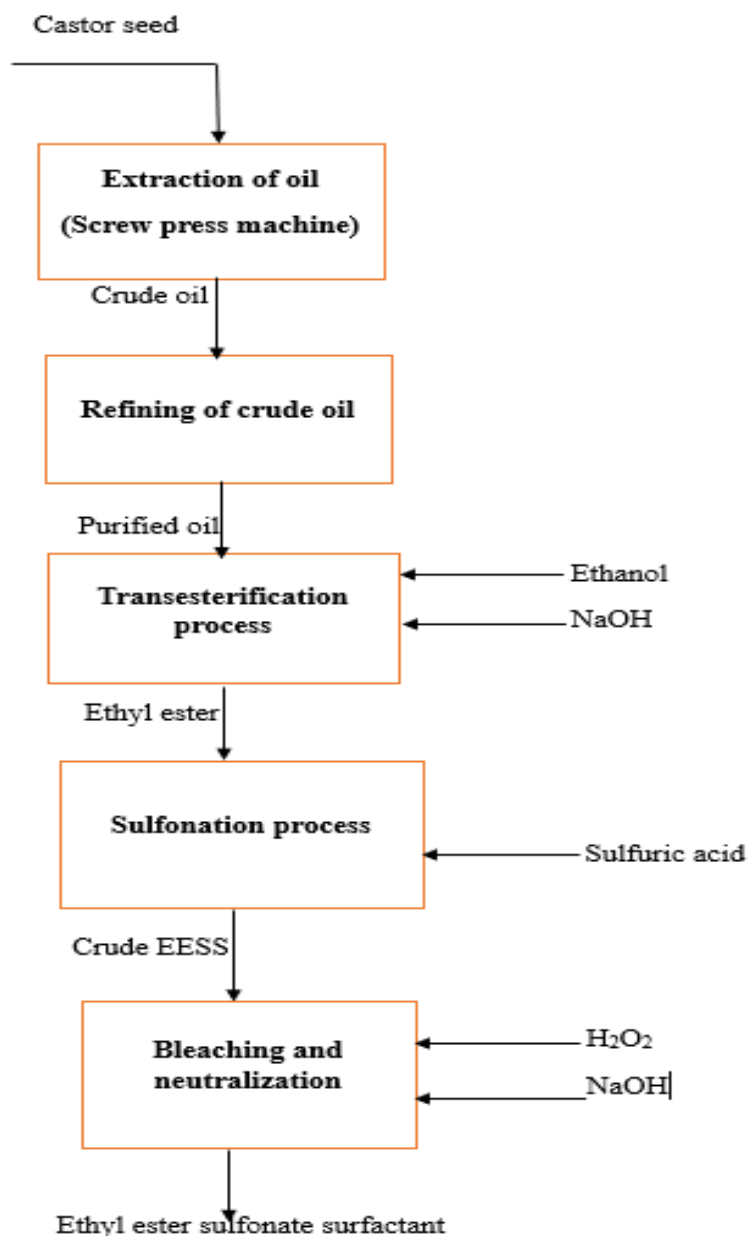 Castor seed
Extraction of oil
(Screw press machine)
Crude oil
Refining of crude oil
Purified oil
Transesterification
process
Ethanol
NaOH
Ethyl ester
Sulfonation process
Sulfuric acid
Crude EESS
Bleaching and
neutralization
H₂O₂
NaOH
Ethyl ester sulfonate surfactant